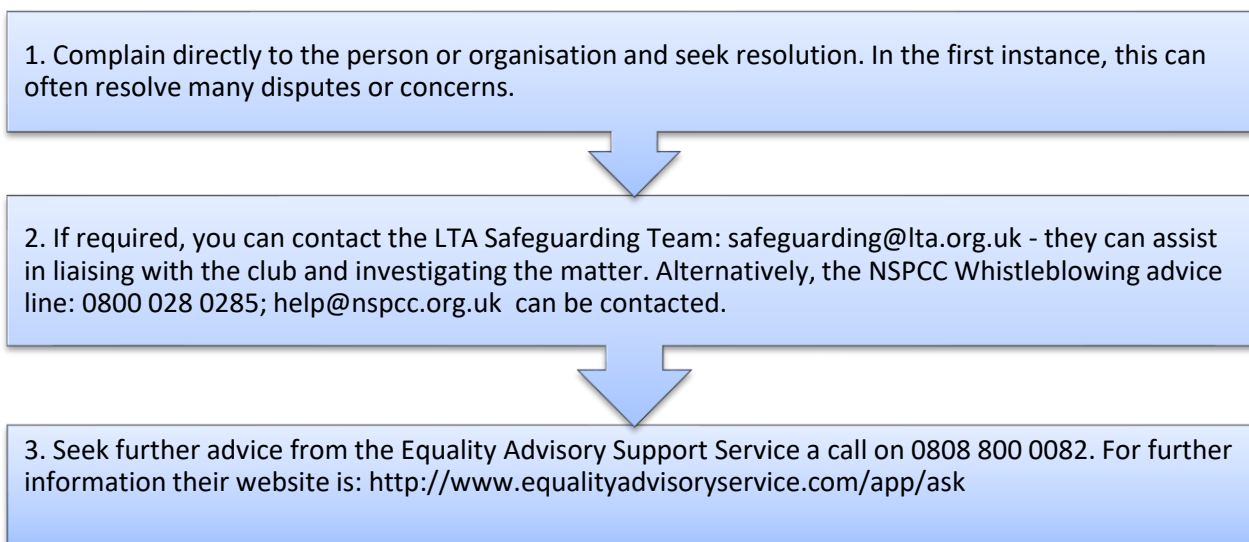 1. Complain directly to the person or organisation and seek resolution. In the first instance, this can
often resolve many disputes or concerns.
2. If required, you can contact the LTA Safeguarding Team: safeguarding@lta.org.uk - they can assist
in liaising with the club and investigating the matter. Alternatively, the NSPCC Whistleblowing advice
line: 0800 028 0285; help@nspcc.org.uk can be contacted.
3. Seek further advice from the Equality Advisory Support Service a call on 0808 800 0082. For further
information their website is: http://www.equalityadvisoryservice.com/app/ask